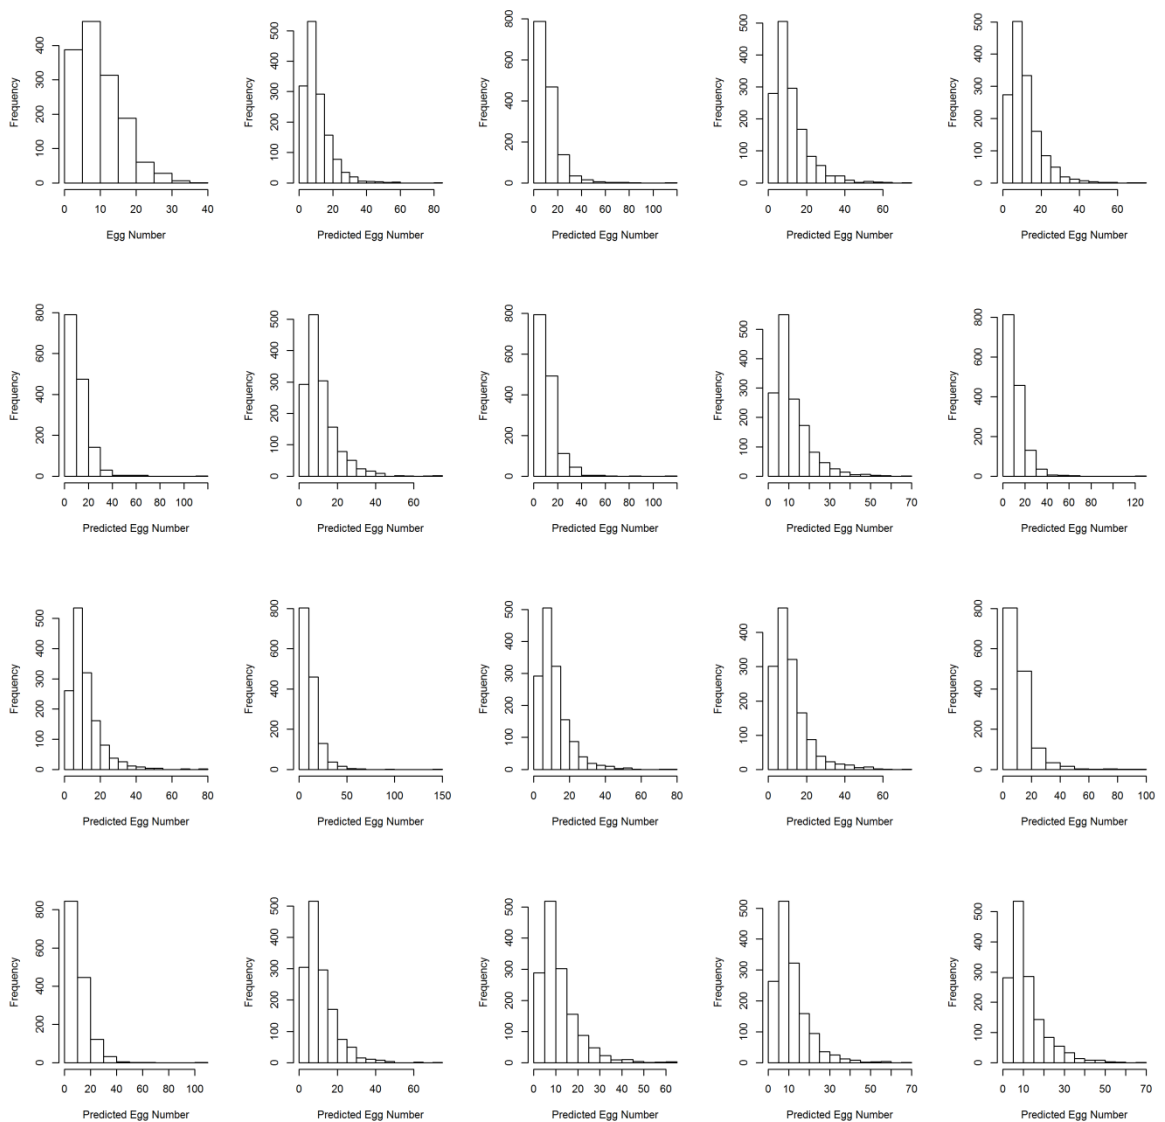 Frequency
0 100 200 300 400
0 10 20 30 40
Egg Number
Frequency
0 100 200 300 400 500
0 20 40 60 80
Predicted Egg Number
Frequency
0 200 400 600 800
0 20 40 60 80 100
Predicted Egg Number
Frequency
0 100 200 300 400 500
0 20 40 60
Predicted Egg Number
Frequency
0 100 200 300 400 500
0 20 40 60
Predicted Egg Number
Frequency
0 200 400 600 800
0 20 40 60 80 100
Predicted Egg Number
Frequency
0 100 200 300 400 500
0 20 40 60
Predicted Egg Number
Frequency
0 200 400 600 800
0 20 40 60 80 100
Predicted Egg Number
Frequency
0 100 200 300 400 500
0 10 30 50 70
Predicted Egg Number
Frequency
0 200 400 600 800
0 20 40 60 80 120
Predicted Egg Number
Frequency
0 100 200 300 400 500
0 20 40 60 80
Predicted Egg Number
Frequency
0 200 400 600 800
0 50 100 150
Predicted Egg Number
Frequency
0 100 200 300 400 500
0 20 40 60 80
Predicted Egg Number
Frequency
0 100 200 300 400
0 20 40 60
Predicted Egg Number
Frequency
0 200 400 600 800
0 20 40 60 80 100
Predicted Egg Number
Frequency
0 200 400 600 800
0 20 40 60 80 100
Predicted Egg Number
Frequency
0 100 200 300 400 500
0 20 40 60
Predicted Egg Number
Frequency
0 100 200 300 400 500
0 10 20 30 40 50 60
Predicted Egg Number
Frequency
0 100 200 300 400 500
0 10 30 50 70
Predicted Egg Number
Frequency
0 100 200 300 400 500
0 10 30 50 70
Predicted Egg Number